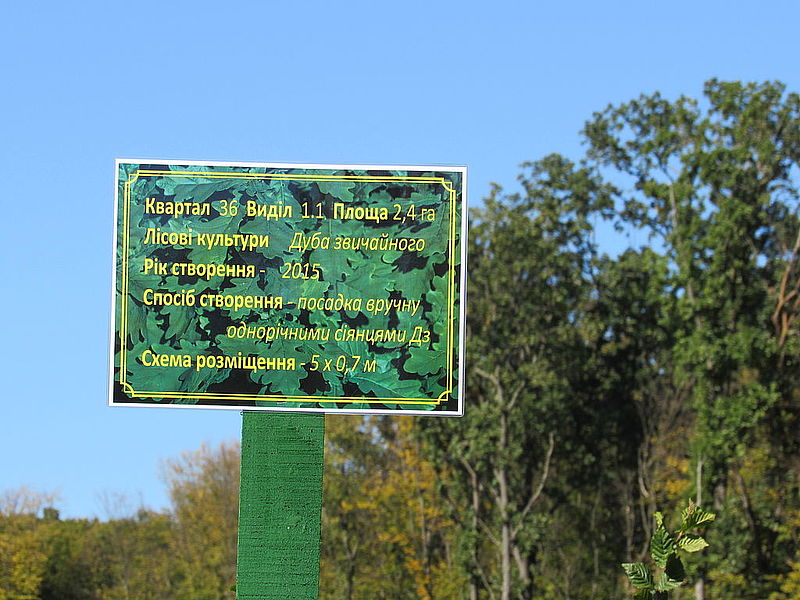 Квартал 36 Виділ 1.1 Площа 2,4 га
Лісові культури Дуба звичайного
Рік створення - 2015
Спосіб створення - посадка вручну
однорічними сіянцями Дз
Схема розміщення - 5 х 0,7 м